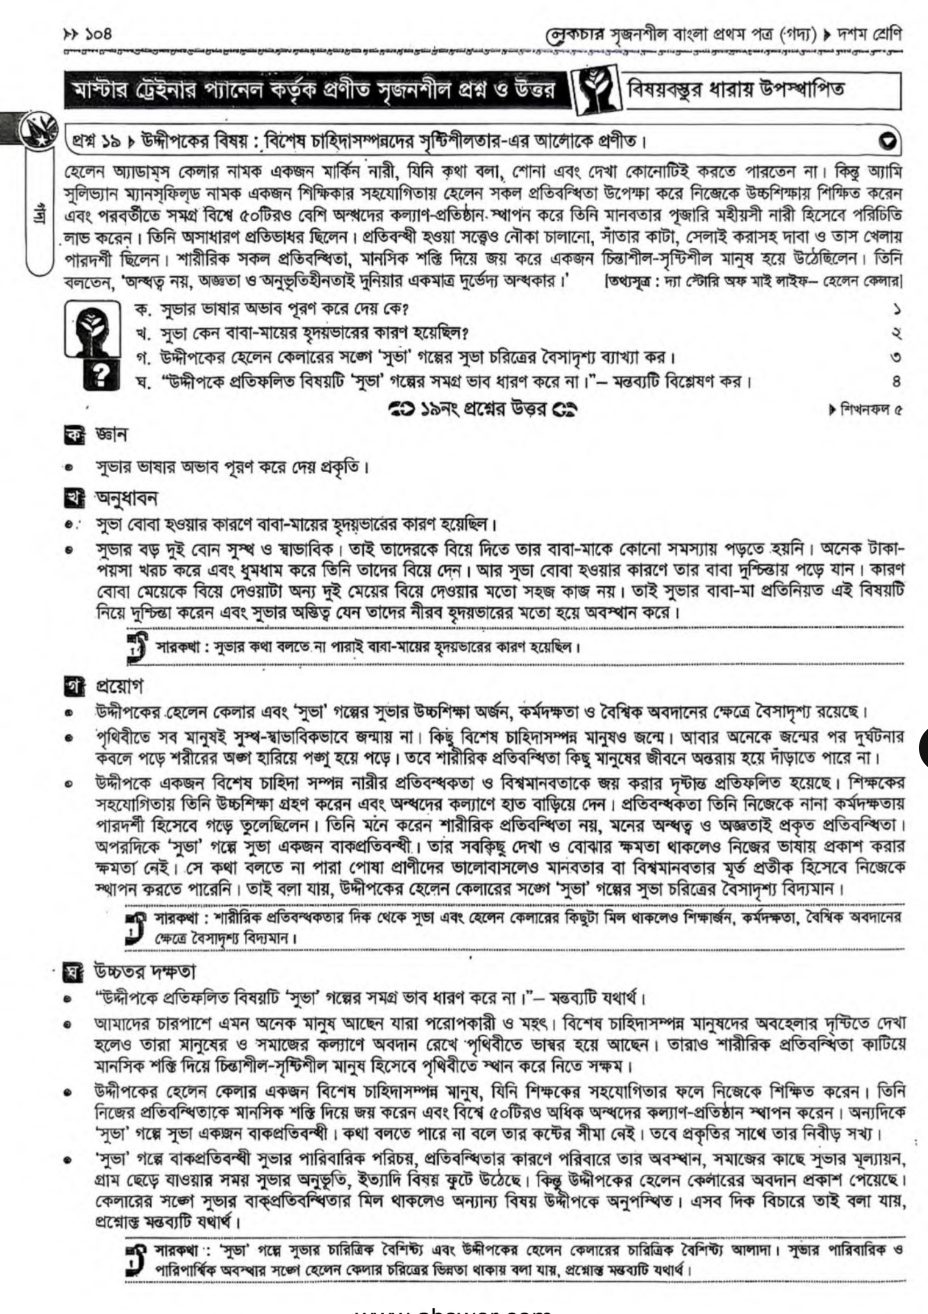 ›› ১০৪
লেকচার সৃজনশীল বাংলা প্রথম পত্র (গদ্য) ▶ দশম শ্রেণি
মাস্টার ট্রেইনার প্যানেল কর্তৃক প্রণীত সৃজনশীল প্রশ্ন ও উত্তর
বিষয়বস্তুর ধারায় উপস্থাপিত
প্রশ্ন ১৯ ▶ উদ্দীপকের বিষয় : বিশেষ চাহিদাসম্পন্নদের সৃষ্টিশীলতার-এর আলোকে প্রণীত।
গদ্য
হেলেন অ্যাডাম্‌স কেলার নামক একজন মার্কিন নারী, যিনি কথা বলা, শোনা এবং দেখা কোনোটিই করতে পারতেন না। কিন্তু অ্যামি
সুলিভ্যান ম্যানস্‌ফিল্ড নামক একজন শিক্ষিকার সহযোগিতায় হেলেন সকল প্রতিবন্ধিতা উপেক্ষা করে নিজেকে উচ্চশিক্ষায় শিক্ষিত করেন
এবং পরবর্তীতে সমগ্র বিশ্বে ৫০টিরও বেশি অন্ধদের কল্যাণ-প্রতিষ্ঠান স্থাপন করে তিনি মানবতার পূজারি মহীয়সী নারী হিসেবে পরিচিতি
লাভ করেন। তিনি অসাধারণ প্রতিভাধর ছিলেন। প্রতিবন্ধী হওয়া সত্ত্বেও নৌকা চালানো, সাঁতার কাটা, সেলাই করাসহ দাবা ও তাস খেলায়
পারদর্শী ছিলেন। শারীরিক সকল প্রতিবন্ধিতা, মানসিক শক্তি দিয়ে জয় করে একজন চিন্তাশীল-সৃষ্টিশীল মানুষ হয়ে উঠেছিলেন। তিনি
বলতেন, 'অন্ধত্ব নয়, অজ্ঞতা ও অনুভূতিহীনতাই দুনিয়ার একমাত্র দুর্ভেদ্য অন্ধকার।' [তথ্যসূত্র : দ্যা স্টোরি অফ মাই লাইফ– হেলেন কেলার]
ক. সুভার ভাষার অভাব পূরণ করে দেয় কে? ১
খ. সুভা কেন বাবা-মায়ের হৃদয়ভারের কারণ হয়েছিল? ২
গ. উদ্দীপকের হেলেন কেলারের সঙ্গে 'সুভা' গল্পের সুভা চরিত্রের বৈসাদৃশ্য ব্যাখ্যা কর। ৩
ঘ. "উদ্দীপকে প্রতিফলিত বিষয়টি 'সুভা' গল্পের সমগ্র ভাব ধারণ করে না।"– মন্তব্যটি বিশ্লেষণ কর। ৪
১৯নং প্রশ্নের উত্তর
▶ শিখনফল ৫
ক জ্ঞান
• সুভার ভাষার অভাব পূরণ করে দেয় প্রকৃতি।
খ অনুধাবন
• সুভা বোবা হওয়ার কারণে বাবা-মায়ের হৃদয়ভারের কারণ হয়েছিল।
• সুভার বড় দুই বোন সুস্থ ও স্বাভাবিক। তাই তাদেরকে বিয়ে দিতে তার বাবা-মাকে কোনো সমস্যায় পড়তে হয়নি। অনেক টাকা-
পয়সা খরচ করে এবং ধুমধাম করে তিনি তাদের বিয়ে দেন। আর সুভা বোবা হওয়ার কারণে তার বাবা দুশ্চিন্তায় পড়ে যান। কারণ
বোবা মেয়েকে বিয়ে দেওয়াটা অন্য দুই মেয়ের বিয়ে দেওয়ার মতো সহজ কাজ নয়। তাই সুভার বাবা-মা প্রতিনিয়ত এই বিষয়টি
নিয়ে দুশ্চিন্তা করেন এবং সুভার অস্তিত্ব যেন তাদের নীরব হৃদয়ভারের মতো হয়ে অবস্থান করে।
সারকথা : সুভার কথা বলতে না পারাই বাবা-মায়ের হৃদয়ভারের কারণ হয়েছিল।
গ প্রয়োগ
• উদ্দীপকের হেলেন কেলার এবং 'সুভা' গল্পের সুভার উচ্চশিক্ষা অর্জন, কর্মদক্ষতা ও বৈশ্বিক অবদানের ক্ষেত্রে বৈসাদৃশ্য রয়েছে।
• পৃথিবীতে সব মানুষই সুস্থ-স্বাভাবিকভাবে জন্মায় না। কিছু বিশেষ চাহিদাসম্পন্ন মানুষও জন্মে। আবার অনেকে জন্মের পর দুর্ঘটনার
কবলে পড়ে শরীরের অঙ্গ হারিয়ে পঙ্গু হয়ে পড়ে। তবে শারীরিক প্রতিবন্ধিতা কিছু মানুষের জীবনে অন্তরায় হয়ে দাঁড়াতে পারে না।
• উদ্দীপকে একজন বিশেষ চাহিদা সম্পন্ন নারীর প্রতিবন্ধকতা ও বিশ্বমানবতাকে জয় করার দৃষ্টান্ত প্রতিফলিত হয়েছে। শিক্ষকের
সহযোগিতায় তিনি উচ্চশিক্ষা গ্রহণ করেন এবং অন্ধদের কল্যাণে হাত বাড়িয়ে দেন। প্রতিবন্ধকতা তিনি নিজেকে নানা কর্মদক্ষতায়
পারদর্শী হিসেবে গড়ে তুলেছিলেন। তিনি মনে করেন শারীরিক প্রতিবন্ধিতা নয়, মনের অন্ধত্ব ও অজ্ঞতাই প্রকৃত প্রতিবন্ধিতা।
অপরদিকে 'সুভা' গল্পে সুভা একজন বাকপ্রতিবন্ধী। তার সবকিছু দেখা ও বোঝার ক্ষমতা থাকলেও নিজের ভাষায় প্রকাশ করার
ক্ষমতা নেই। সে কথা বলতে না পারা পোষা প্রাণীদের ভালোবাসলেও মানবতার বা বিশ্বমানবতার মূর্ত প্রতীক হিসেবে নিজেকে
স্থাপন করতে পারেনি। তাই বলা যায়, উদ্দীপকের হেলেন কেলারের সঙ্গে 'সুভা' গল্পের সুভা চরিত্রের বৈসাদৃশ্য বিদ্যমান।
সারকথা : শারীরিক প্রতিবন্ধকতার দিক থেকে সুভা এবং হেলেন কেলারের কিছুটা মিল থাকলেও শিক্ষার্জন, কর্মদক্ষতা, বৈশ্বিক অবদানের
ক্ষেত্রে বৈসাদৃশ্য বিদ্যমান।
ঘ উচ্চতর দক্ষতা
• "উদ্দীপকে প্রতিফলিত বিষয়টি 'সুভা' গল্পের সমগ্র ভাব ধারণ করে না।"– মন্তব্যটি যথার্থ।
• আমাদের চারপাশে এমন অনেক মানুষ আছেন যারা পরোপকারী ও মহৎ। বিশেষ চাহিদাসম্পন্ন মানুষদের অবহেলার দৃষ্টিতে দেখা
হলেও তারা মানুষের ও সমাজের কল্যাণে অবদান রেখে পৃথিবীতে ভাস্বর হয়ে আছেন। তারাও শারীরিক প্রতিবন্ধিতা কাটিয়ে
মানসিক শক্তি দিয়ে চিন্তাশীল-সৃষ্টিশীল মানুষ হিসেবে পৃথিবীতে স্থান করে নিতে সক্ষম।
• উদ্দীপকের হেলেন কেলার একজন বিশেষ চাহিদাসম্পন্ন মানুষ, যিনি শিক্ষকের সহযোগিতার ফলে নিজেকে শিক্ষিত করেন। তিনি
নিজের প্রতিবন্ধিতাকে মানসিক শক্তি দিয়ে জয় করেন এবং বিশ্বে ৫০টিরও অধিক অন্ধদের কল্যাণ-প্রতিষ্ঠান স্থাপন করেন। অন্যদিকে
'সুভা' গল্পে সুভা একজন বাকপ্রতিবন্ধী। কথা বলতে পারে না বলে তার কষ্টের সীমা নেই। তবে প্রকৃতির সাথে তার নিবীড় সখ্য।
• 'সুভা' গল্পে বাকপ্রতিবন্ধী সুভার পারিবারিক পরিচয়, প্রতিবন্ধিতার কারণে পরিবারে তার অবস্থান, সমাজের কাছে সুভার মূল্যায়ন,
গ্রাম ছেড়ে যাওয়ার সময় সুভার অনুভূতি, ইত্যাদি বিষয় ফুটে উঠেছে। কিন্তু উদ্দীপকের হেলেন কেলারের অবদান প্রকাশ পেয়েছে।
কেলারের সঙ্গে সুভার বাক্‌প্রতিবন্ধিতার মিল থাকলেও অন্যান্য বিষয় উদ্দীপকে অনুপস্থিত। এসব দিক বিচারে তাই বলা যায়,
প্রশ্নোক্ত মন্তব্যটি যথার্থ।
সারকথা : 'সুভা' গল্পে সুভার চারিত্রিক বৈশিষ্ট্য এবং উদ্দীপকের হেলেন কেলারের চারিত্রিক বৈশিষ্ট্য আলাদা। সুভার পারিবারিক ও
পারিপার্শ্বিক অবস্থার সঙ্গে হেলেন কেলার চরিত্রের ভিন্নতা থাকায় বলা যায়, প্রশ্নোক্ত মন্তব্যটি যথার্থ।